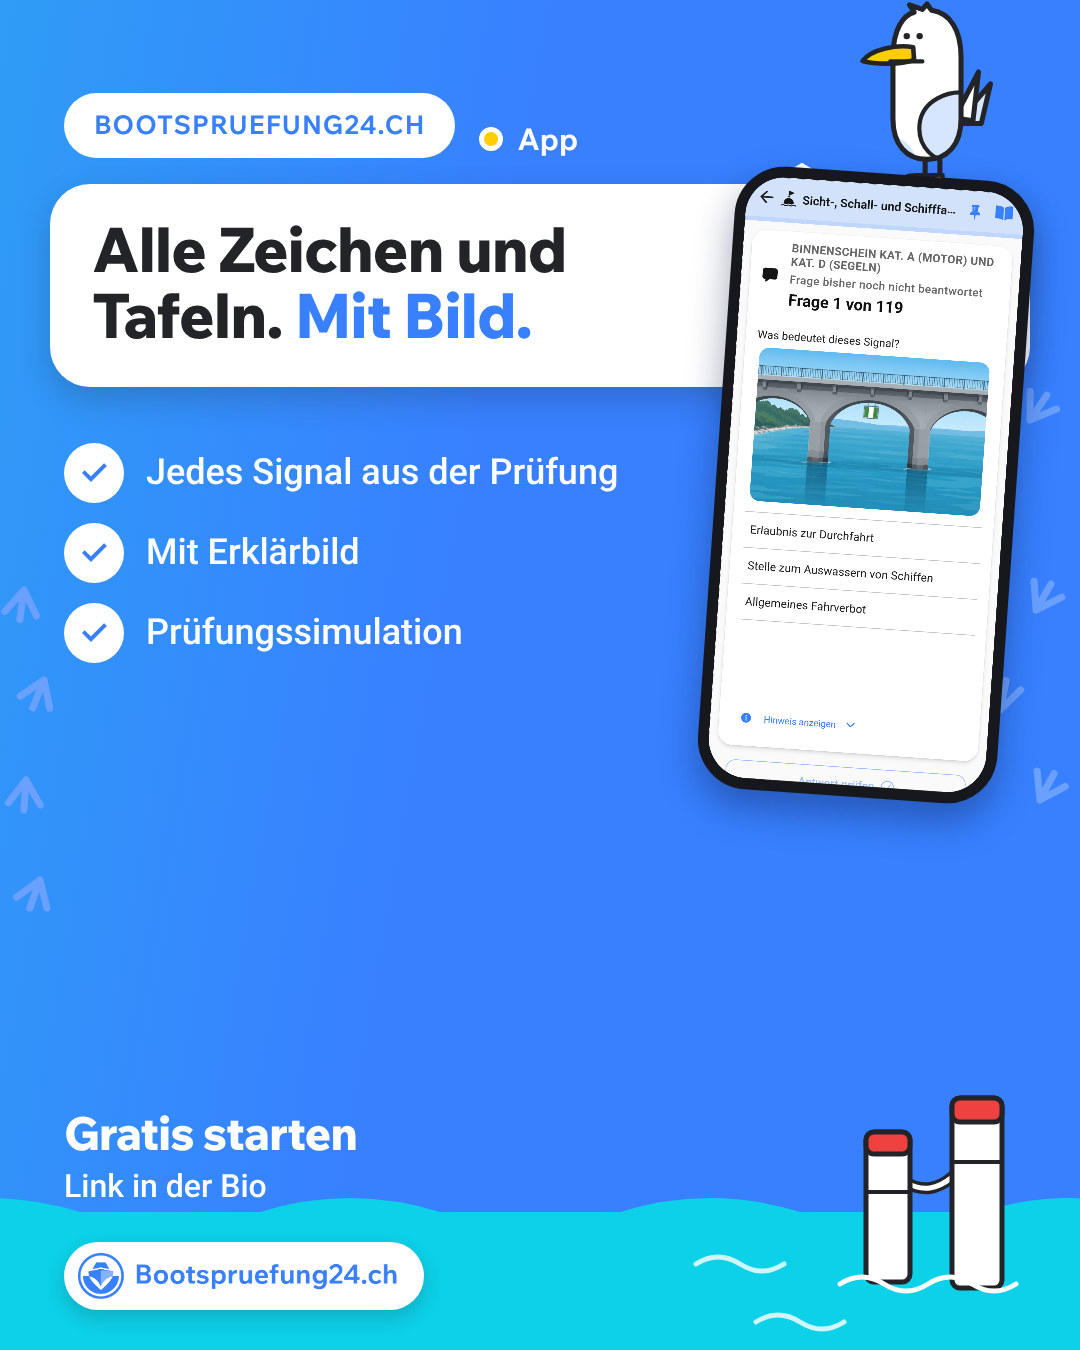 BOOTSPRUEFUNG24.CH
App
Alle Zeichen und
Tafeln. Mit Bild.
Jedes Signal aus der Prüfung
Mit Erklärbild
Prüfungssimulation
Sicht-, Schall- und Schifffa...
BINNENSCHEIN KAT. A (MOTOR) UND
KAT. D (SEGELN)
Frage bisher noch nicht beantwortet
Frage 1 von 119
Was bedeutet dieses Signal?
Erlaubnis zur Durchfahrt
Stelle zum Auswassern von Schiffen
Allgemeines Fahrverbot
Hinweis anzeigen
Antwort prüfen
Gratis starten
Link in der Bio
Bootspruefung24.ch